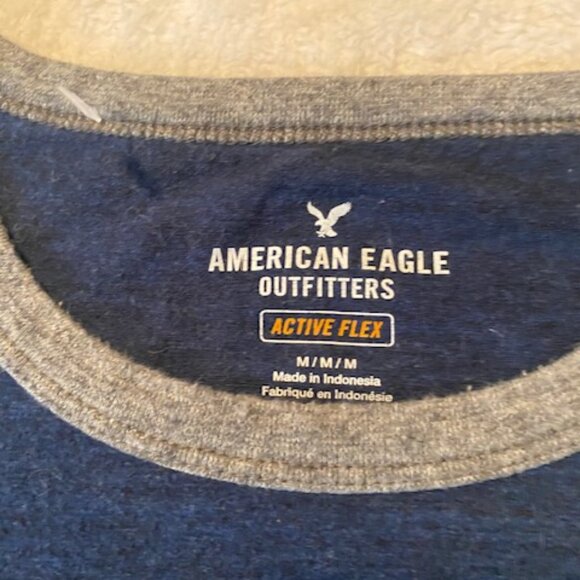 AMERICAN EAGLE
OUTFITTERS
ACTIVE FLEX
M / M / M
Made in Indonesia
Fabriqué en Indonésie